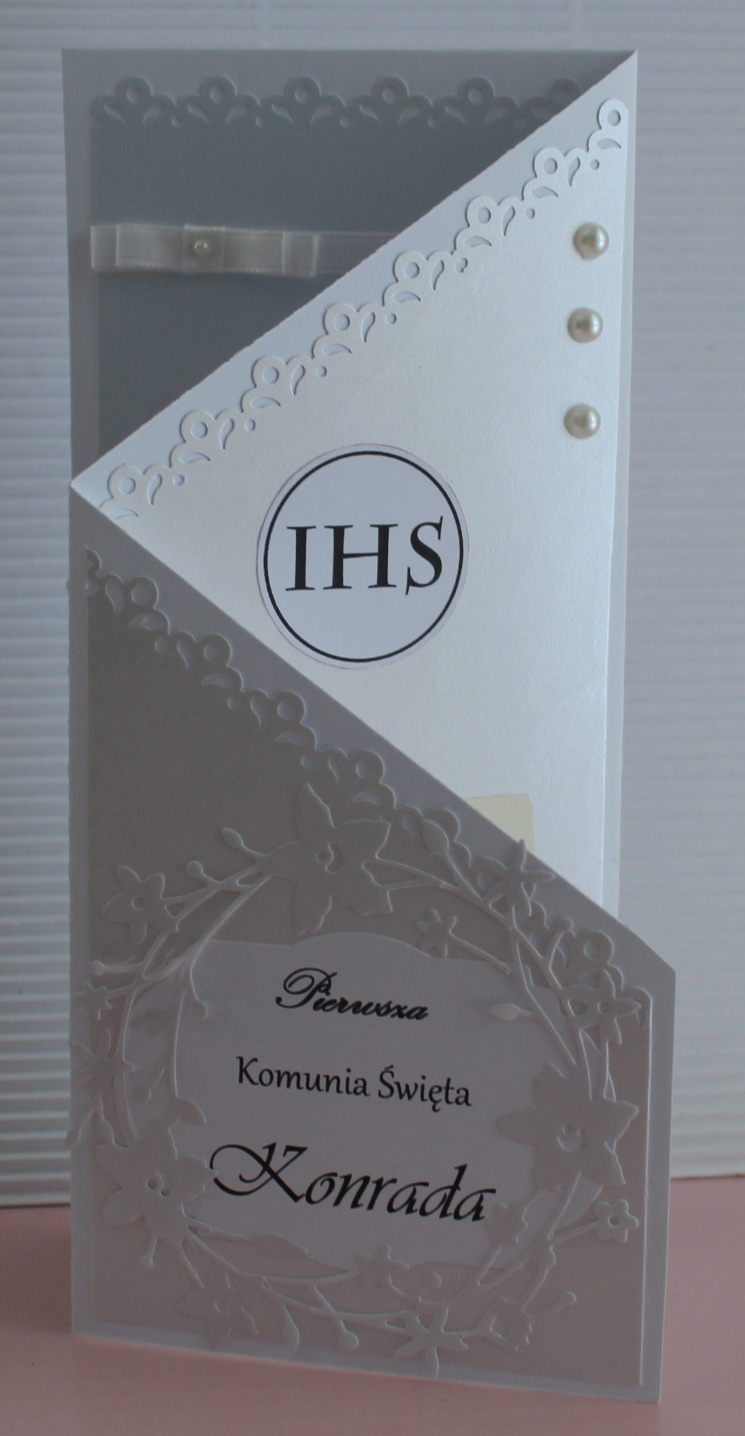 IHS
Pierwsza
Komunia Święta
Konrada